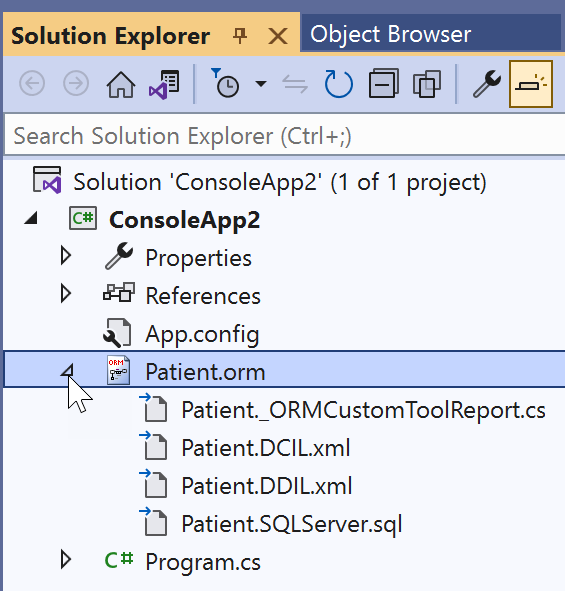 Solution Explorer
Object Browser
Search Solution Explorer (Ctrl+;)
Solution 'ConsoleApp2' (1 of 1 project)
C# ConsoleApp2
Properties
References
App.config
ORM Patient.orm
Patient._ORMCustomToolReport.cs
Patient.DCIL.xml
Patient.DDIL.xml
Patient.SQLServer.sql
C# Program.cs